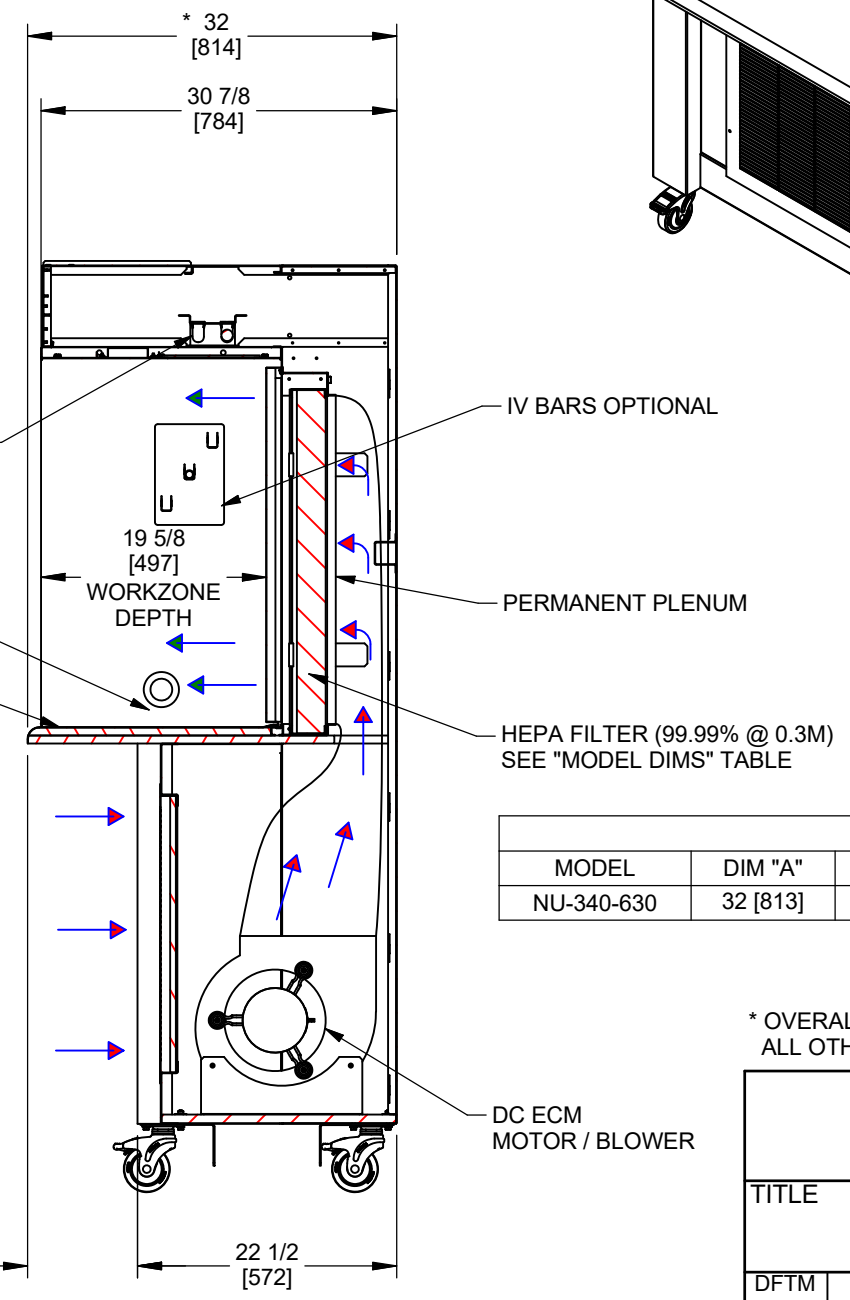 * 32
[814]
30 7/8
[784]
IV BARS OPTIONAL
19 5/8
[497]
WORKZONE
DEPTH
PERMANENT PLENUM
HEPA FILTER (99.99% @ 0.3M)
SEE "MODEL DIMS" TABLE
MODEL DIM "A"
NU-340-630 32 [813]
* OVERAL
ALL OTH
DC ECM
MOTOR / BLOWER
TITLE
22 1/2
[572]
DFTM